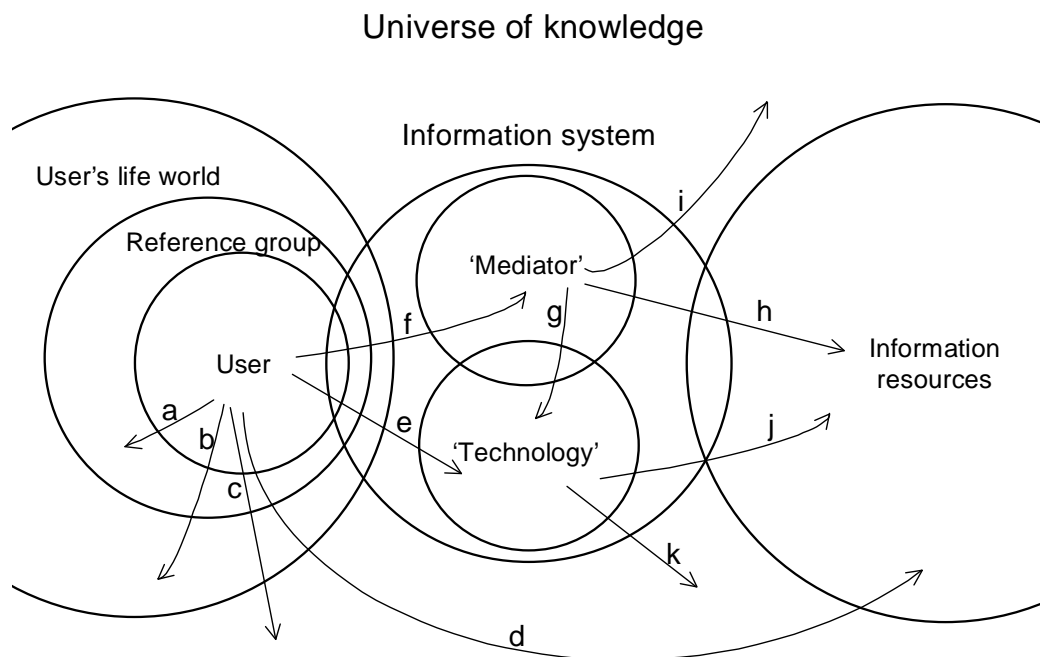 Universe of knowledge
Information system
User's life world
Reference group
‘Mediator’
i
h
g
f
User
Information
resources
a
b
c
e
‘Technology’
j
k
d